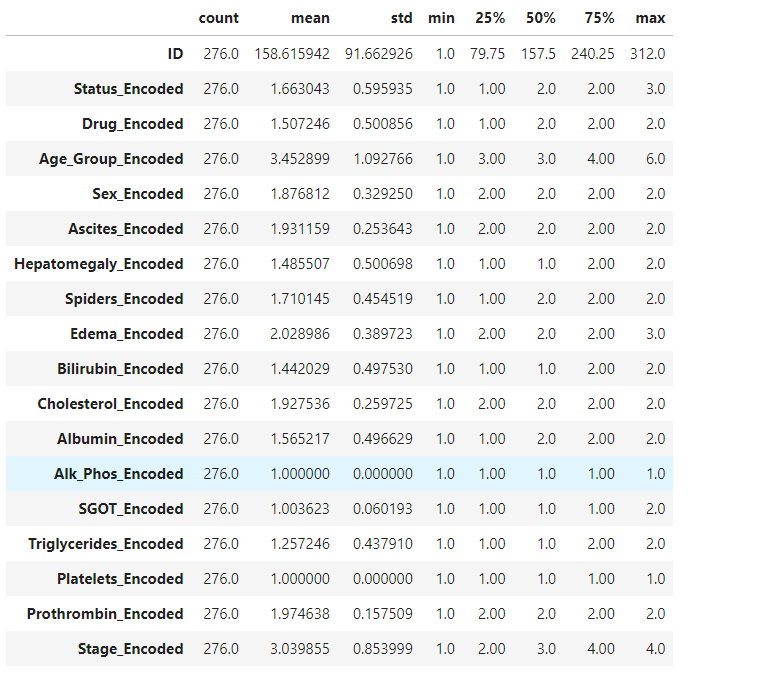 count mean std min 25% 50% 75% max
ID 276.0 158.615942 91.662926 1.0 79.75 157.5 240.25 312.0
Status_Encoded 276.0 1.663043 0.595935 1.0 1.00 2.0 2.00 3.0
Drug_Encoded 276.0 1.507246 0.500856 1.0 1.00 2.0 2.00 2.0
Age_Group_Encoded 276.0 3.452899 1.092766 1.0 3.00 3.0 4.00 6.0
Sex_Encoded 276.0 1.876812 0.329250 1.0 2.00 2.0 2.00 2.0
Ascites_Encoded 276.0 1.931159 0.253643 1.0 2.00 2.0 2.00 2.0
Hepatomegaly_Encoded 276.0 1.485507 0.500698 1.0 1.00 1.0 2.00 2.0
Spiders_Encoded 276.0 1.710145 0.454519 1.0 1.00 2.0 2.00 2.0
Edema_Encoded 276.0 2.028986 0.389723 1.0 2.00 2.0 2.00 3.0
Bilirubin_Encoded 276.0 1.442029 0.497530 1.0 1.00 1.0 2.00 2.0
Cholesterol_Encoded 276.0 1.927536 0.259725 1.0 2.00 2.0 2.00 2.0
Albumin_Encoded 276.0 1.565217 0.496629 1.0 1.00 2.0 2.00 2.0
Alk_Phos_Encoded 276.0 1.000000 0.000000 1.0 1.00 1.0 1.00 1.0
SGOT_Encoded 276.0 1.003623 0.060193 1.0 1.00 1.0 1.00 2.0
Triglycerides_Encoded 276.0 1.257246 0.437910 1.0 1.00 1.0 2.00 2.0
Platelets_Encoded 276.0 1.000000 0.000000 1.0 1.00 1.0 1.00 1.0
Prothrombin_Encoded 276.0 1.974638 0.157509 1.0 2.00 2.0 2.00 2.0
Stage_Encoded 276.0 3.039855 0.853999 1.0 2.00 3.0 4.00 4.0